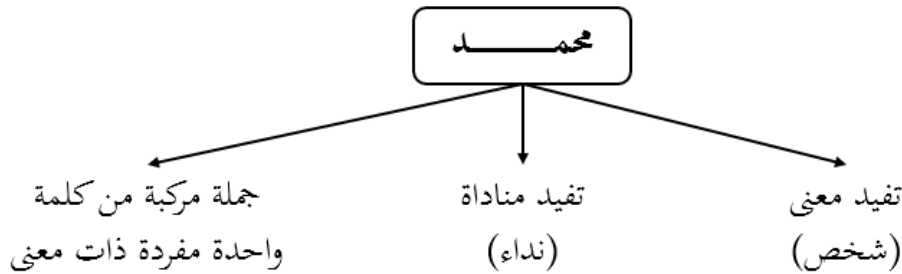 محمـــــــد
تفيد معنى
(شخص)
تفيد مناداة
(نداء)
جملة مركبة من كلمة
واحدة مفردة ذات معنى